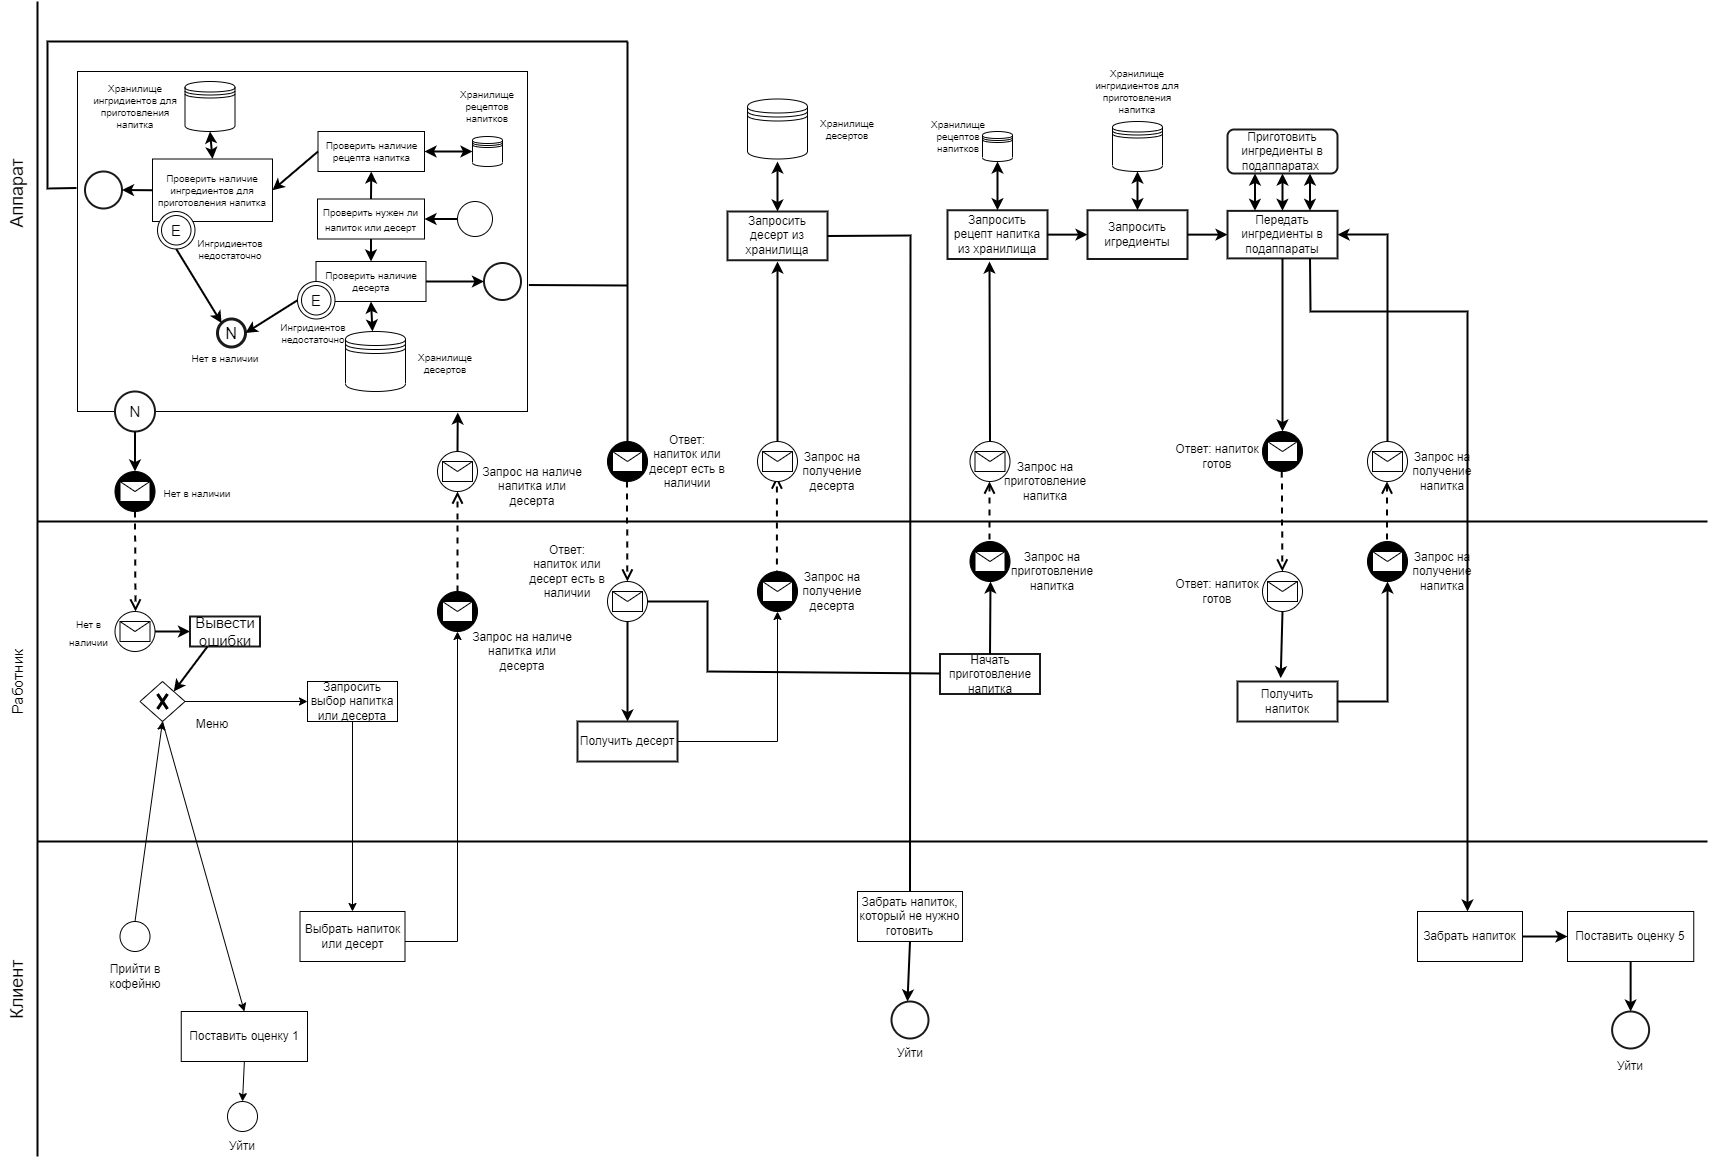 Аппарат
Хранилище
ингридиентов для
приготовления
напитка
Хранилище
рецептов
напитков
Проверить наличие
рецепта напитка
Проверить наличие
ингредиентов для
приготовления напитка
Проверить нужен ли
напиток или десерт
E
Ингридиентов
недостаточно
Проверить наличие
десерта
E
Ингридиентов
недостаточно
N
Нет в наличии
Хранилище
десертов
N
Нет в наличии
Запрос на наличе
напитка или
десерта
Ответ:
напиток или
десерт есть в
наличии
Хранилище
десертов
Запросить
десерт из
хранилища
Запрос на
получение
десерта
Хранилище
рецептов
напитков
Запросить
рецепт напитка
из хранилища
Запрос на
приготовление
напитка
Хранилище
ингридиентов для
приготовления
напитка
Запросить
игредиенты
Приготовить
ингредиенты в
подаппаратах
Передать
ингредиенты в
подаппараты
Ответ: напиток
готов
Запрос на
получение
напитка
Работник
Нет в
наличии
Вывести
ошибки
X
Меню
Запросить
выбор напитка
или десерта
Запрос на наличе
напитка или
десерта
Ответ:
напиток или
десерт есть в
наличии
Получить десерт
Запрос на
получение
десерта
Запрос на
приготовление
напитка
Начать
приготовление
напитка
Ответ: напиток
готов
Получить
напиток
Запрос на
получение
напитка
Клиент
Прийти в
кофейню
Поставить оценку 1
Уйти
Выбрать напиток
или десерт
Забрать напиток,
который не нужно
готовить
Уйти
Забрать напиток
Поставить оценку 5
Уйти